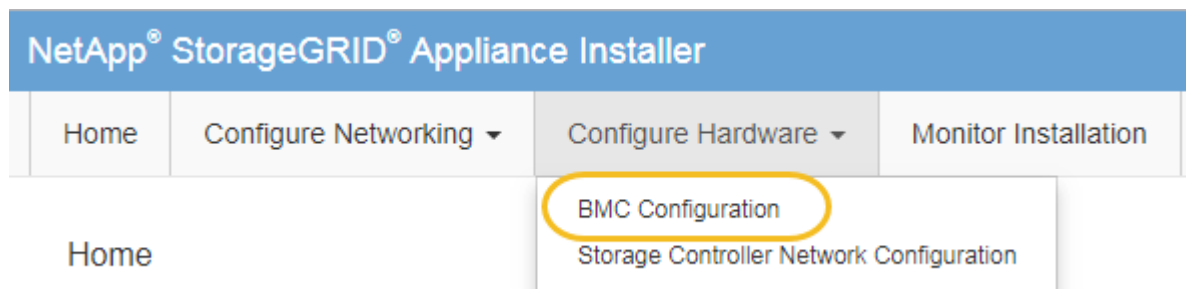 NetApp® StorageGRID® Appliance Installer
Home Configure Networking Configure Hardware Monitor Installation
BMC Configuration
Home
Storage Controller Network Configuration